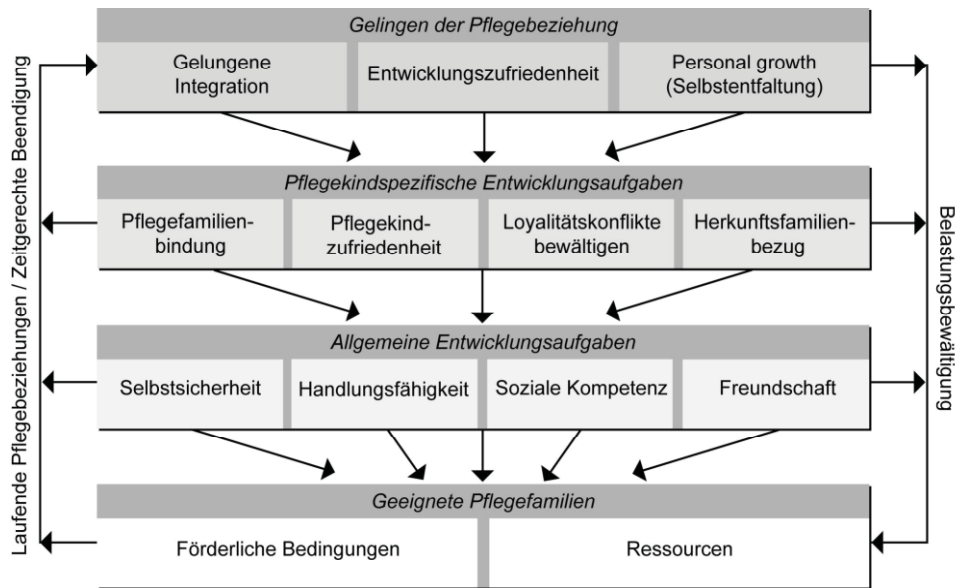 Gelingen der Pflegebeziehung
Gelungene
Integration
Entwicklungszufriedenheit
Personal growth
(Selbstentfaltung)
Pflegekindspezifische Entwicklungsaufgaben
Pflegefamilien-
bindung
Pflegekind-
zufriedenheit
Loyalitätskonflikte
bewältigen
Herkunftsfamilien-
bezug
Allgemeine Entwicklungsaufgaben
Selbstsicherheit
Handlungsfähigkeit
Soziale Kompetenz
Freundschaft
Geeignete Pflegefamilien
Förderliche Bedingungen
Ressourcen
Laufende Pflegebeziehungen / Zeitgerechte Beendigung
Belastungsbewältigung